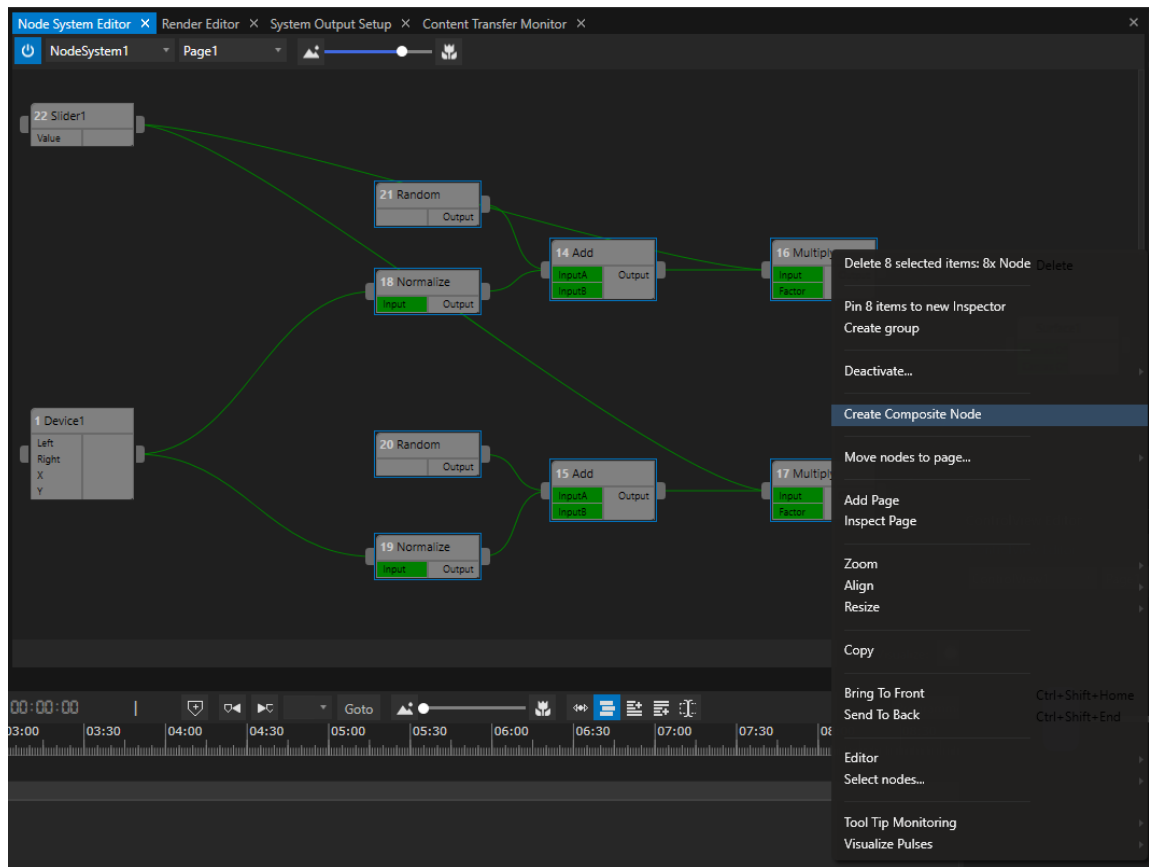 Node System Editor
Render Editor
System Output Setup
Content Transfer Monitor
NodeSystem1
Page1
22 Slider1
Value
21 Random
Output
14 Add
InputA Output
InputB
16 Multiply
Input
Factor
18 Normalize
Input Output
1 Device1
Left
Right
X
Y
20 Random
Output
15 Add
InputA Output
InputB
17 Multiply
Input
Factor
19 Normalize
Input Output
Delete 8 selected items: 8x Node Delete
Pin 8 items to new Inspector
Create group
Deactivate...
Create Composite Node
Move nodes to page...
Add Page
Inspect Page
Zoom
Align
Resize
Copy
Bring To Front Ctrl+Shift+Home
Send To Back Ctrl+Shift+End
Editor
Select nodes...
Tool Tip Monitoring
Visualize Pulses
00:00:00
Goto
03:00 03:30 04:00 04:30 05:00 05:30 06:00 06:30 07:00 07:30 08